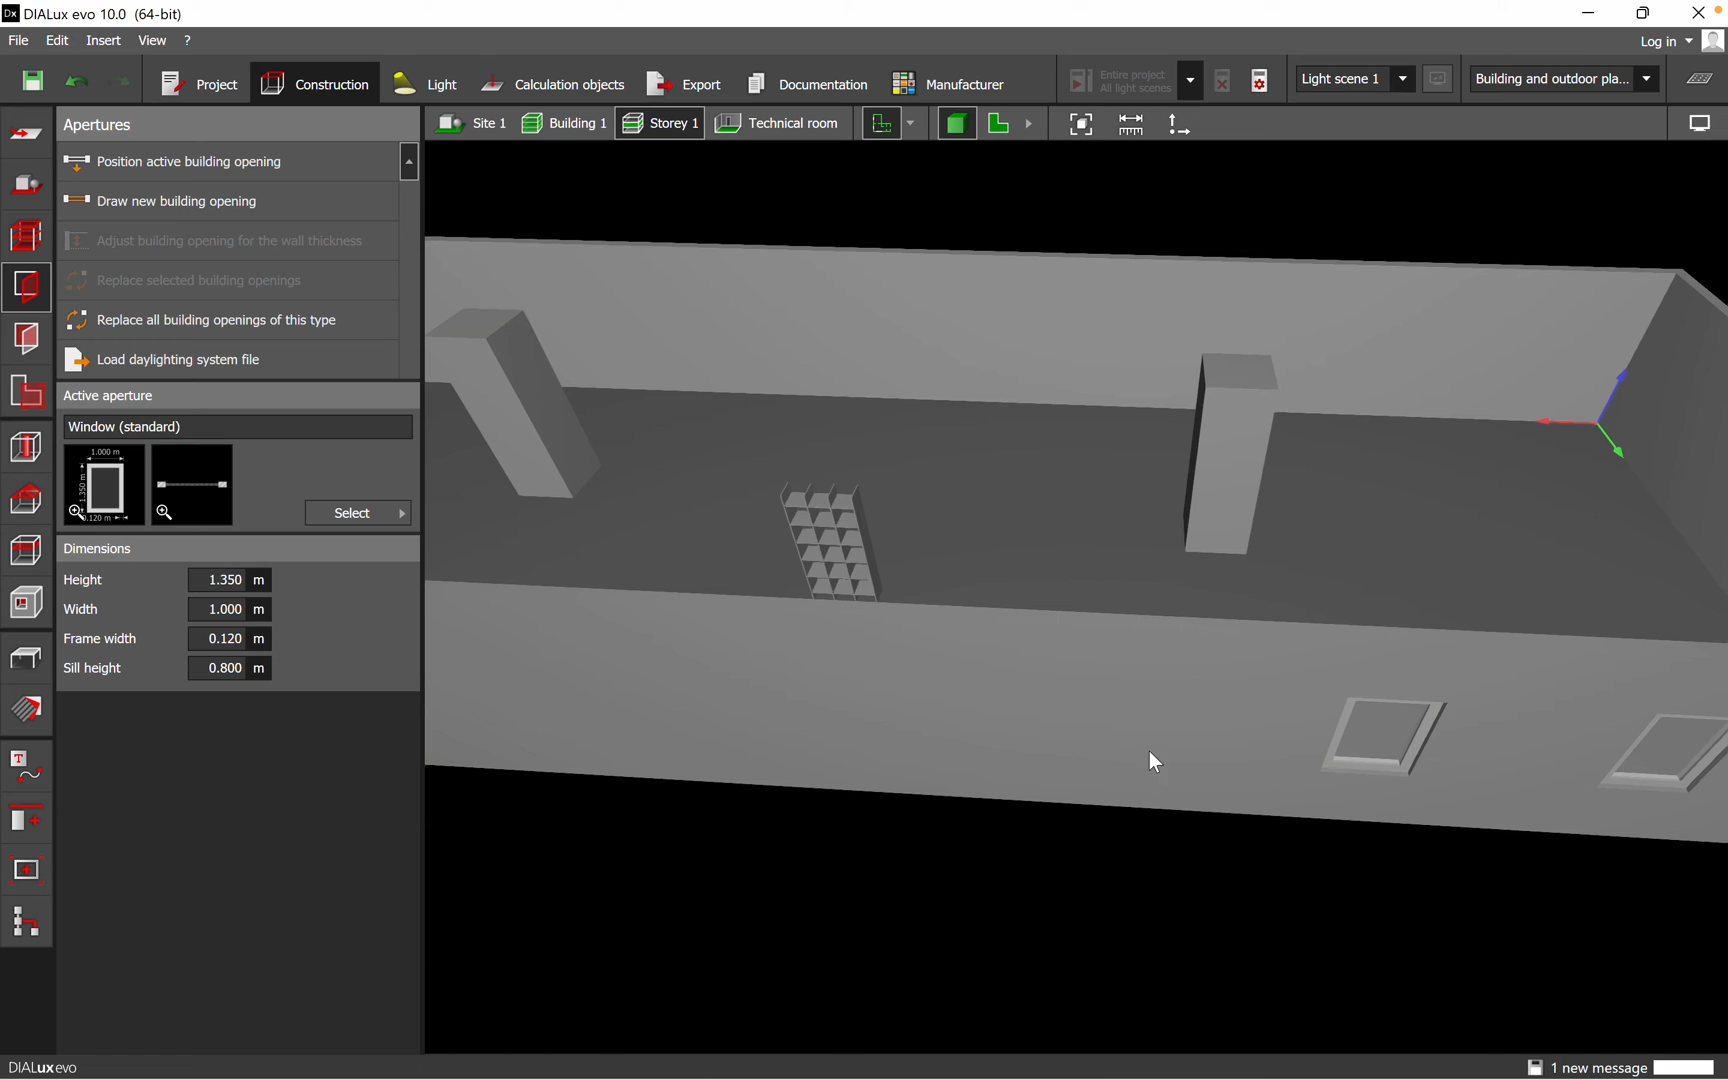 Dx DIALux evo 10.0 (64-bit)
File Edit Insert View ?
Log in
Project Construction Light Calculation objects Export Documentation Manufacturer
Entire project
All light scenes
Light scene 1
Building and outdoor pla...
Apertures
Site 1 Building 1 Storey 1 Technical room
Position active building opening
Draw new building opening
Adjust building opening for the wall thickness
Replace selected building openings
Replace all building openings of this type
Load daylighting system file
Active aperture
Window (standard)
1.000 m
1.350 m
0.120 m
Select
Dimensions
Height 1.350 m
Width 1.000 m
Frame width 0.120 m
Sill height 0.800 m
T
DIALux evo
1 new message